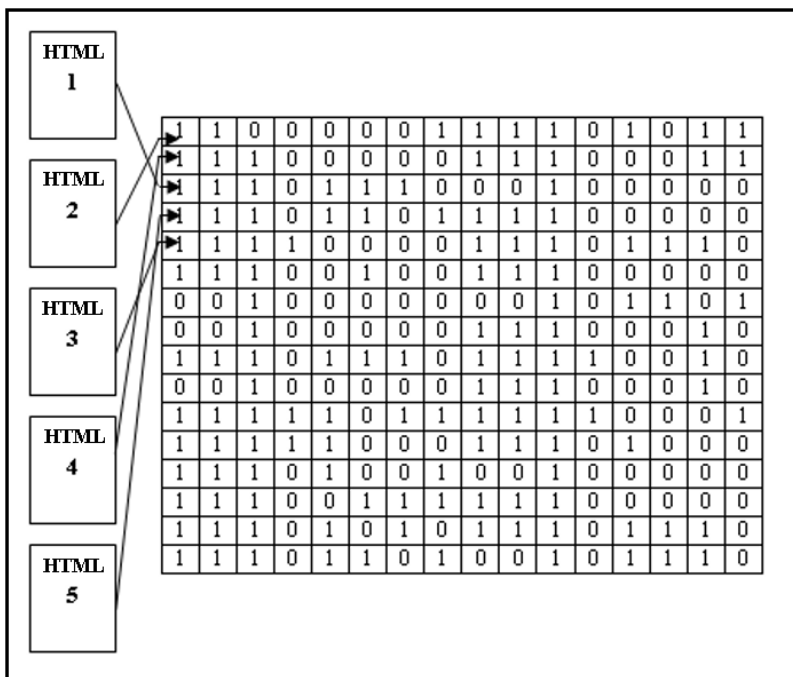 HTML
1
HTML
2
HTML
3
HTML
4
HTML
5
1 1 0 0 0 0 0 1 1 1 1 0 1 0 1 1
1 1 1 0 0 0 0 0 1 1 1 0 0 0 1 1
1 1 1 0 1 1 1 0 0 0 1 0 0 0 0 0
1 1 1 0 1 1 0 1 1 1 1 0 0 0 0 0
1 1 1 1 0 0 0 0 1 1 1 0 1 1 1 0
1 1 1 0 0 1 0 0 1 1 1 0 0 0 0 0
0 0 1 0 0 0 0 0 0 0 1 0 1 1 0 1
0 0 1 0 0 0 0 0 1 1 1 0 0 0 1 0
1 1 1 0 1 1 1 0 1 1 1 1 0 0 1 0
0 0 1 0 0 0 0 0 1 1 1 0 0 0 1 0
1 1 1 1 1 0 1 1 1 1 1 1 0 0 0 1
1 1 1 1 1 0 0 0 1 1 1 0 1 0 0 0
1 1 1 0 1 0 0 1 0 0 1 0 0 0 0 0
1 1 1 0 0 1 1 1 1 1 1 0 0 0 0 0
1 1 1 0 1 0 1 0 1 1 1 0 1 1 1 0
1 1 1 0 1 1 0 1 0 0 1 0 1 1 1 0